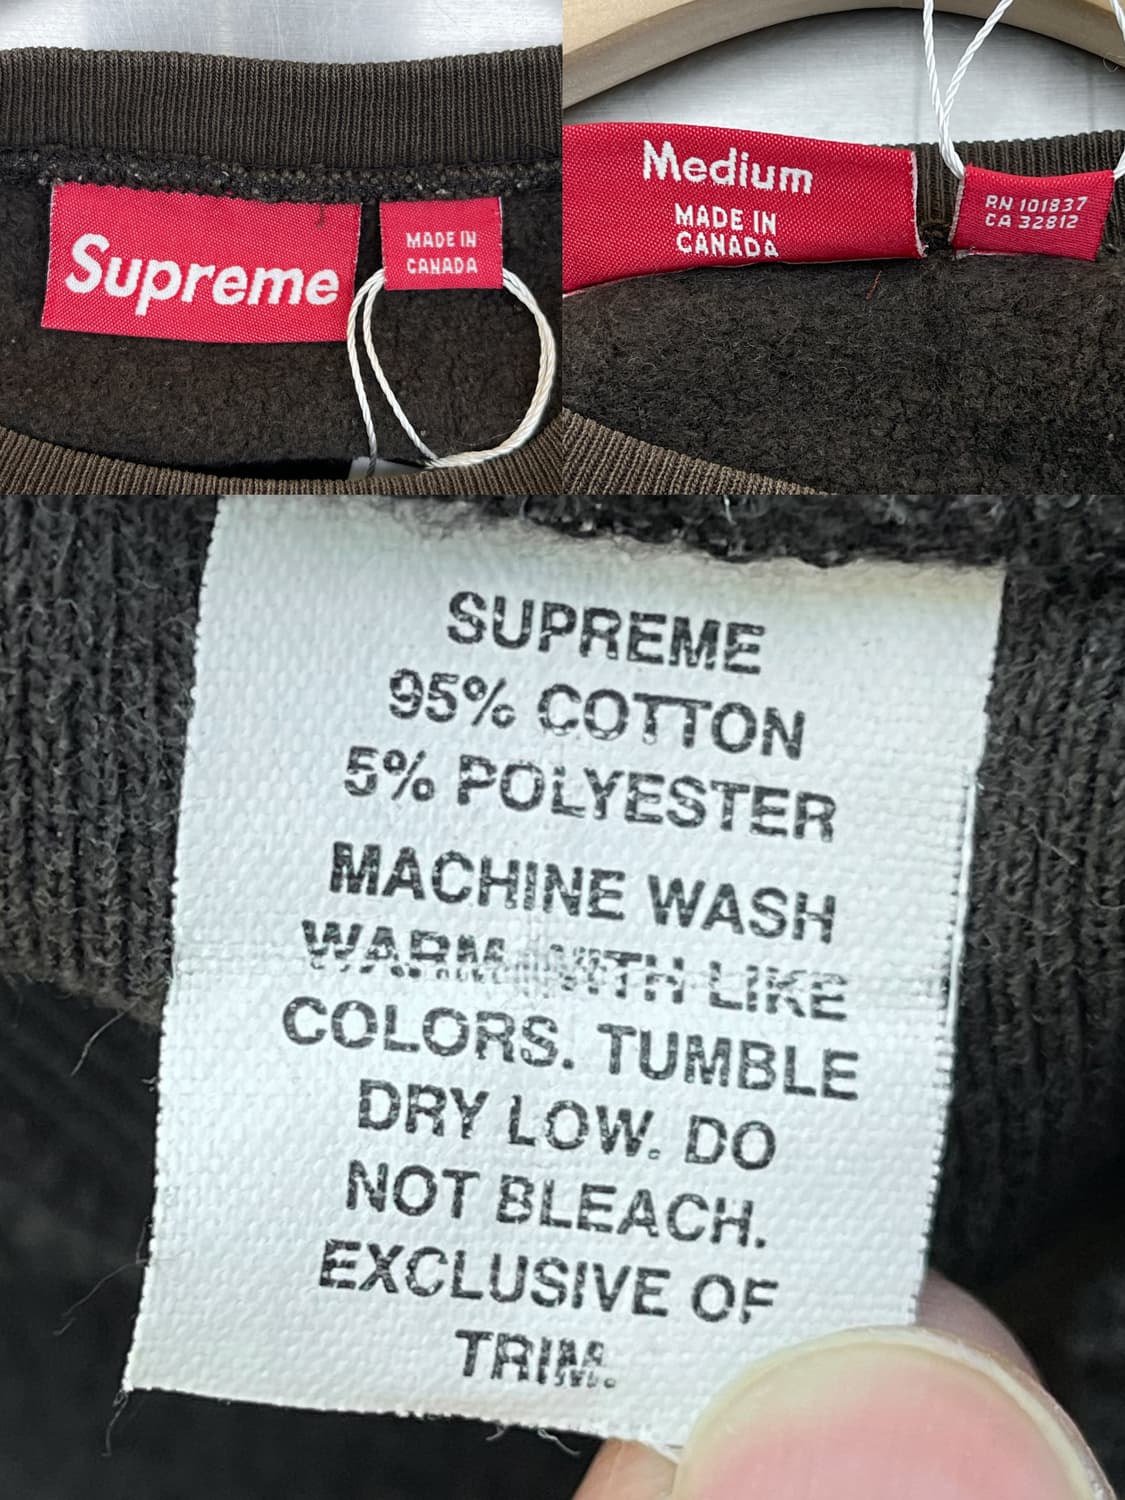 Supreme
MADE IN
CANADA
Medium
MADE IN
CANADA
RN 101837
CA 32812
SUPREME
95% COTTON
5% POLYESTER
MACHINE WASH
WARM WITH LIKE
COLORS. TUMBLE
DRY LOW. DO
NOT BLEACH.
EXCLUSIVE OF
TRIM.